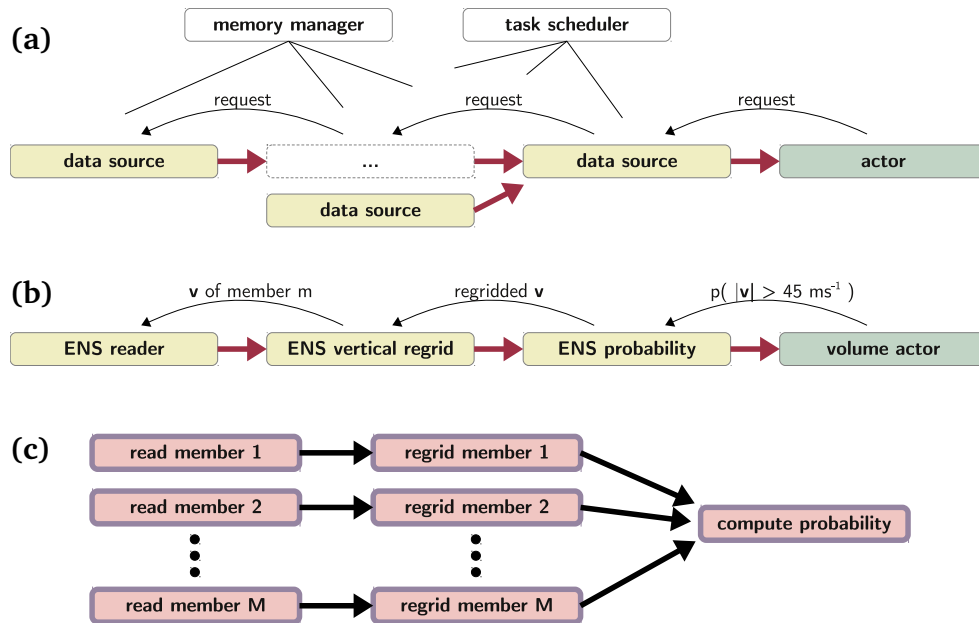 (a)
memory manager
task scheduler
request
request
request
data source
...
data source
actor
data source
(b)
v of member m
regridded v
p( |v| > 45 ms⁻¹ )
ENS reader
ENS vertical regrid
ENS probability
volume actor
(c)
read member 1
regrid member 1
read member 2
regrid member 2
compute probability
read member M
regrid member M